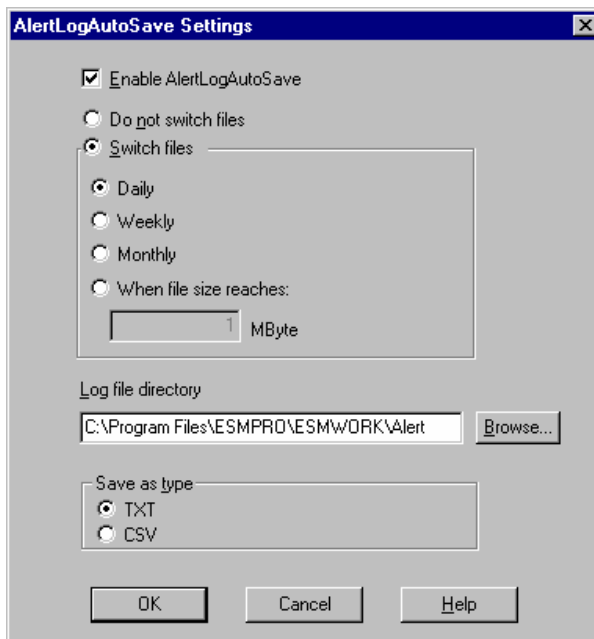 AlertLogAutoSave Settings
Enable AlertLogAutoSave
Do not switch files
Switch files
Daily
Weekly
Monthly
When file size reaches:
1 MByte
Log file directory
C:\Program Files\ESMPRO\ESMWORK\Alert
Browse...
Save as type
TXT
CSV
OK Cancel Help